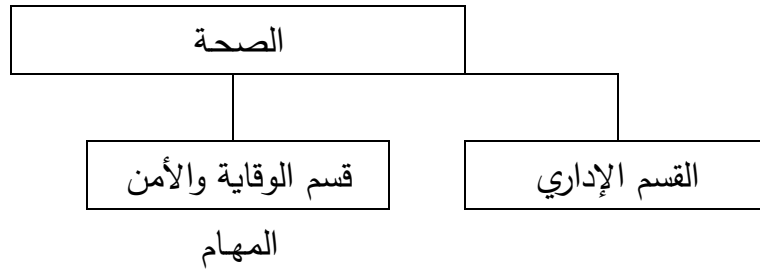 الصحة
القسم الإداري
قسم الوقاية والأمن
المهام